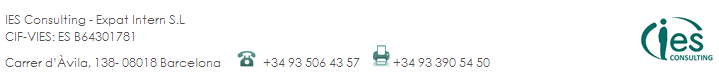 IES Consulting - Expat Intern S.L
CIF-VIES: ES B64301781
Carrer d'Àvila, 138- 08018 Barcelona +34 93 506 43 57 +34 93 390 54 50
ies
CONSULTING